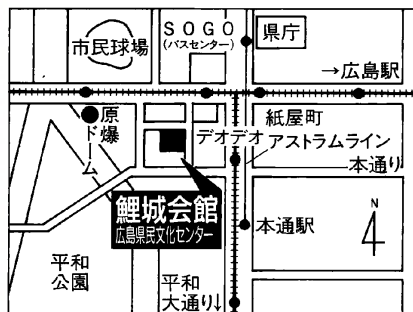 SOGO
(バスセンター)
県庁
市民球場
→広島駅
原爆ドーム
紙屋町
デオデオ
アストラムライン
本通り
鯉城会館
広島県民文化センター
本通駅
N
平和
公園
平和
大通り↓